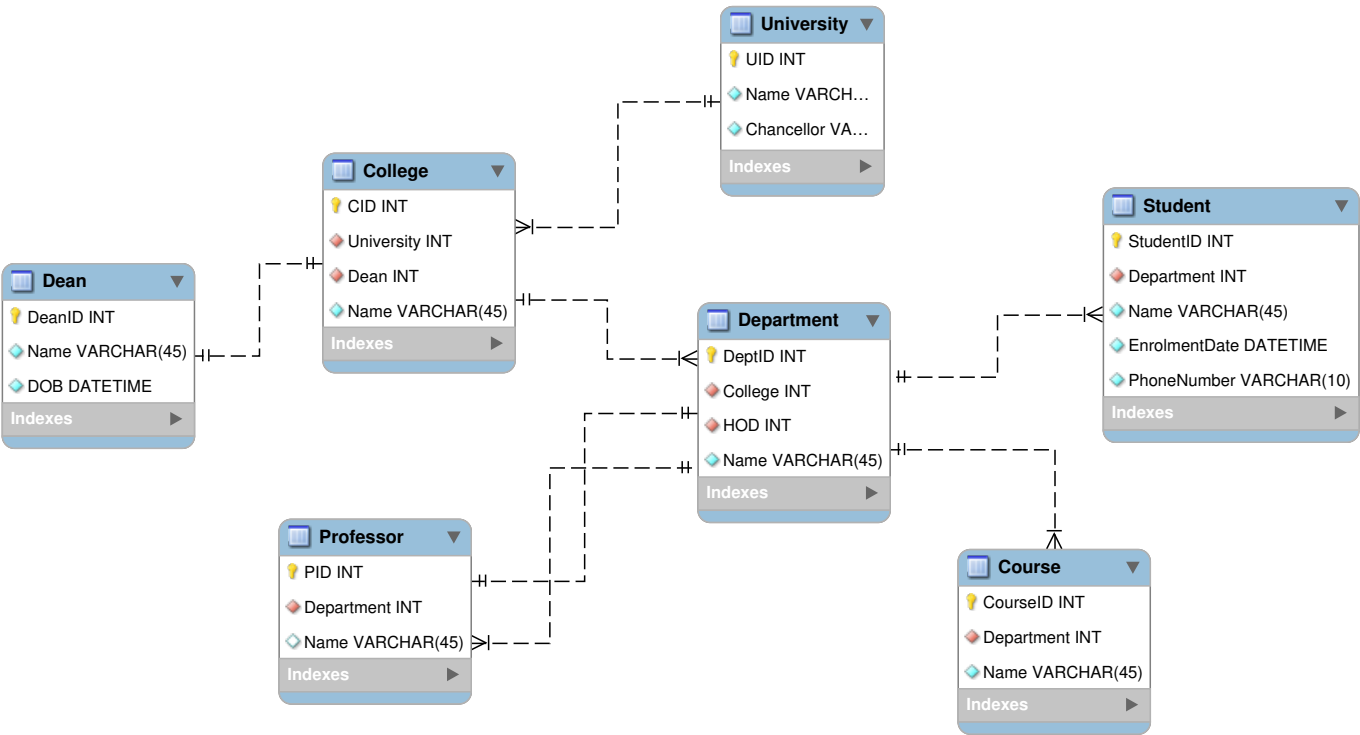 University
UID INT
Name VARCH...
Chancellor VA...
Indexes
College
CID INT
University INT
Dean INT
Name VARCHAR(45)
Indexes
Student
StudentID INT
Department INT
Name VARCHAR(45)
EnrolmentDate DATETIME
PhoneNumber VARCHAR(10)
Indexes
Dean
DeanID INT
Name VARCHAR(45)
DOB DATETIME
Indexes
Department
DeptID INT
College INT
HOD INT
Name VARCHAR(45)
Indexes
Professor
PID INT
Department INT
Name VARCHAR(45)
Indexes
Course
CourseID INT
Department INT
Name VARCHAR(45)
Indexes